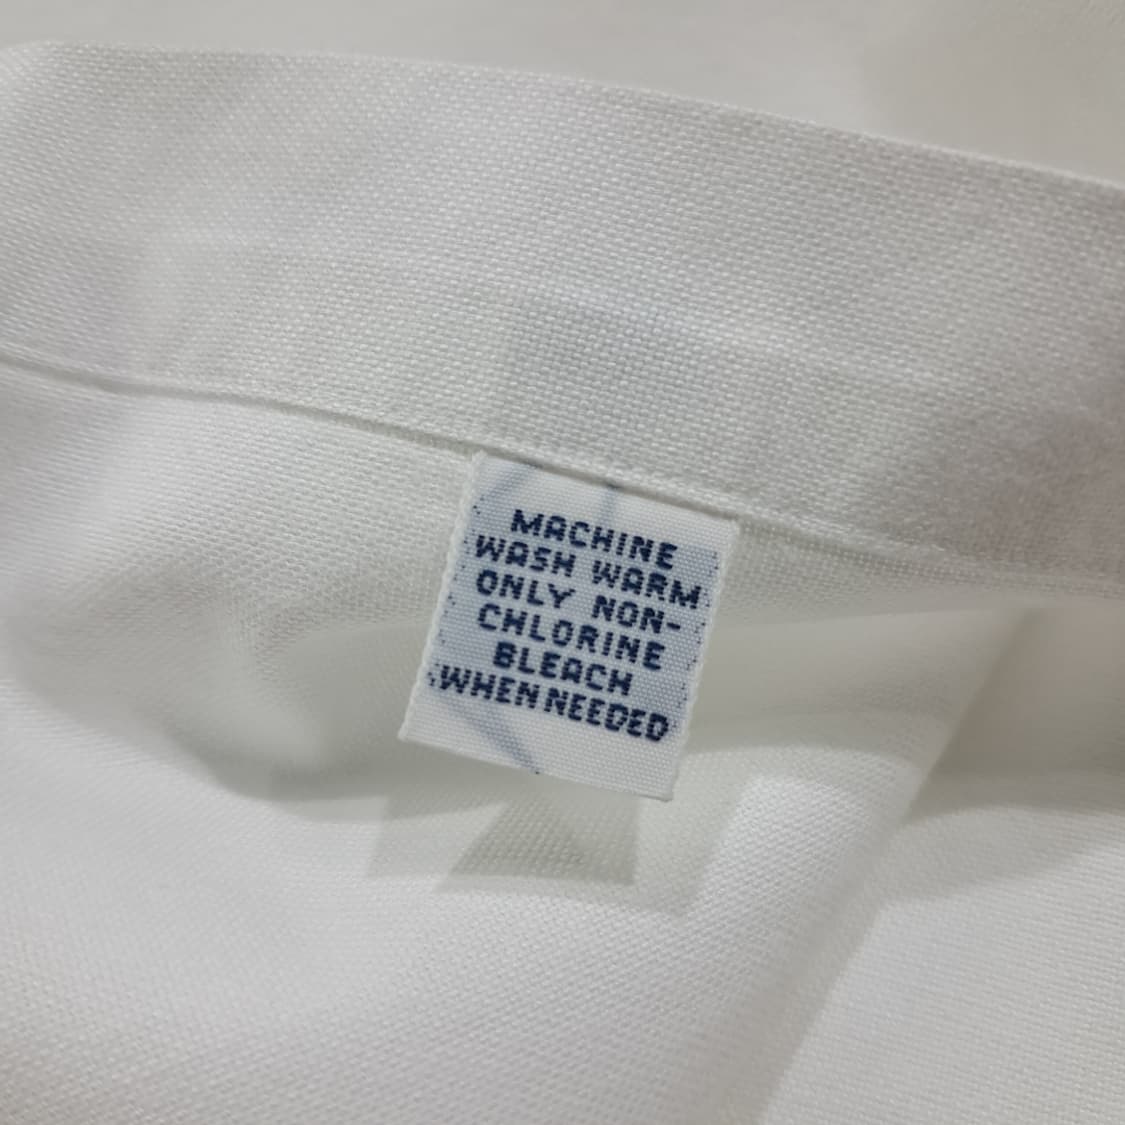 MACHINE
WASH WARM
ONLY NON-
CHLORINE
BLEACH
WHEN NEEDED